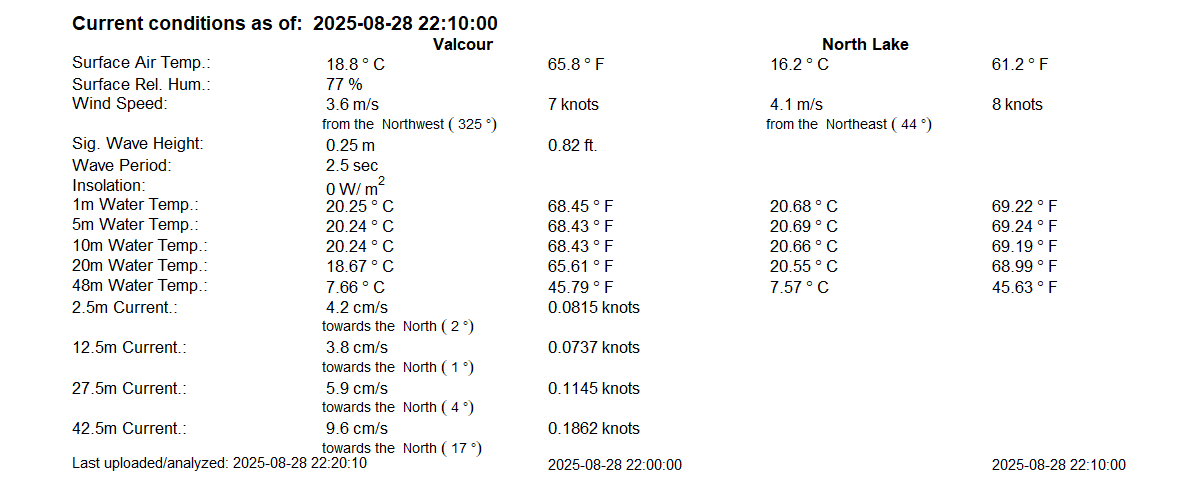 Current conditions as of: 2025-08-28 22:10:00
Valcour North Lake
Surface Air Temp.: 18.8 ° C 65.8 ° F 16.2 ° C 61.2 ° F
Surface Rel. Hum.: 77 %
Wind Speed: 3.6 m/s 7 knots 4.1 m/s 8 knots
from the Northwest ( 325 °) from the Northeast ( 44 °)
Sig. Wave Height: 0.25 m 0.82 ft.
Wave Period: 2.5 sec
Insolation: 0 W/ m2
1m Water Temp.: 20.25 ° C 68.45 ° F 20.68 ° C 69.22 ° F
5m Water Temp.: 20.24 ° C 68.43 ° F 20.69 ° C 69.24 ° F
10m Water Temp.: 20.24 ° C 68.43 ° F 20.66 ° C 69.19 ° F
20m Water Temp.: 18.67 ° C 65.61 ° F 20.55 ° C 68.99 ° F
48m Water Temp.: 7.66 ° C 45.79 ° F 7.57 ° C 45.63 ° F
2.5m Current.: 4.2 cm/s 0.0815 knots
towards the North ( 2 °)
12.5m Current.: 3.8 cm/s 0.0737 knots
towards the North ( 1 °)
27.5m Current.: 5.9 cm/s 0.1145 knots
towards the North ( 4 °)
42.5m Current.: 9.6 cm/s 0.1862 knots
towards the North ( 17 °)
Last uploaded/analyzed: 2025-08-28 22:20:10 2025-08-28 22:00:00 2025-08-28 22:10:00